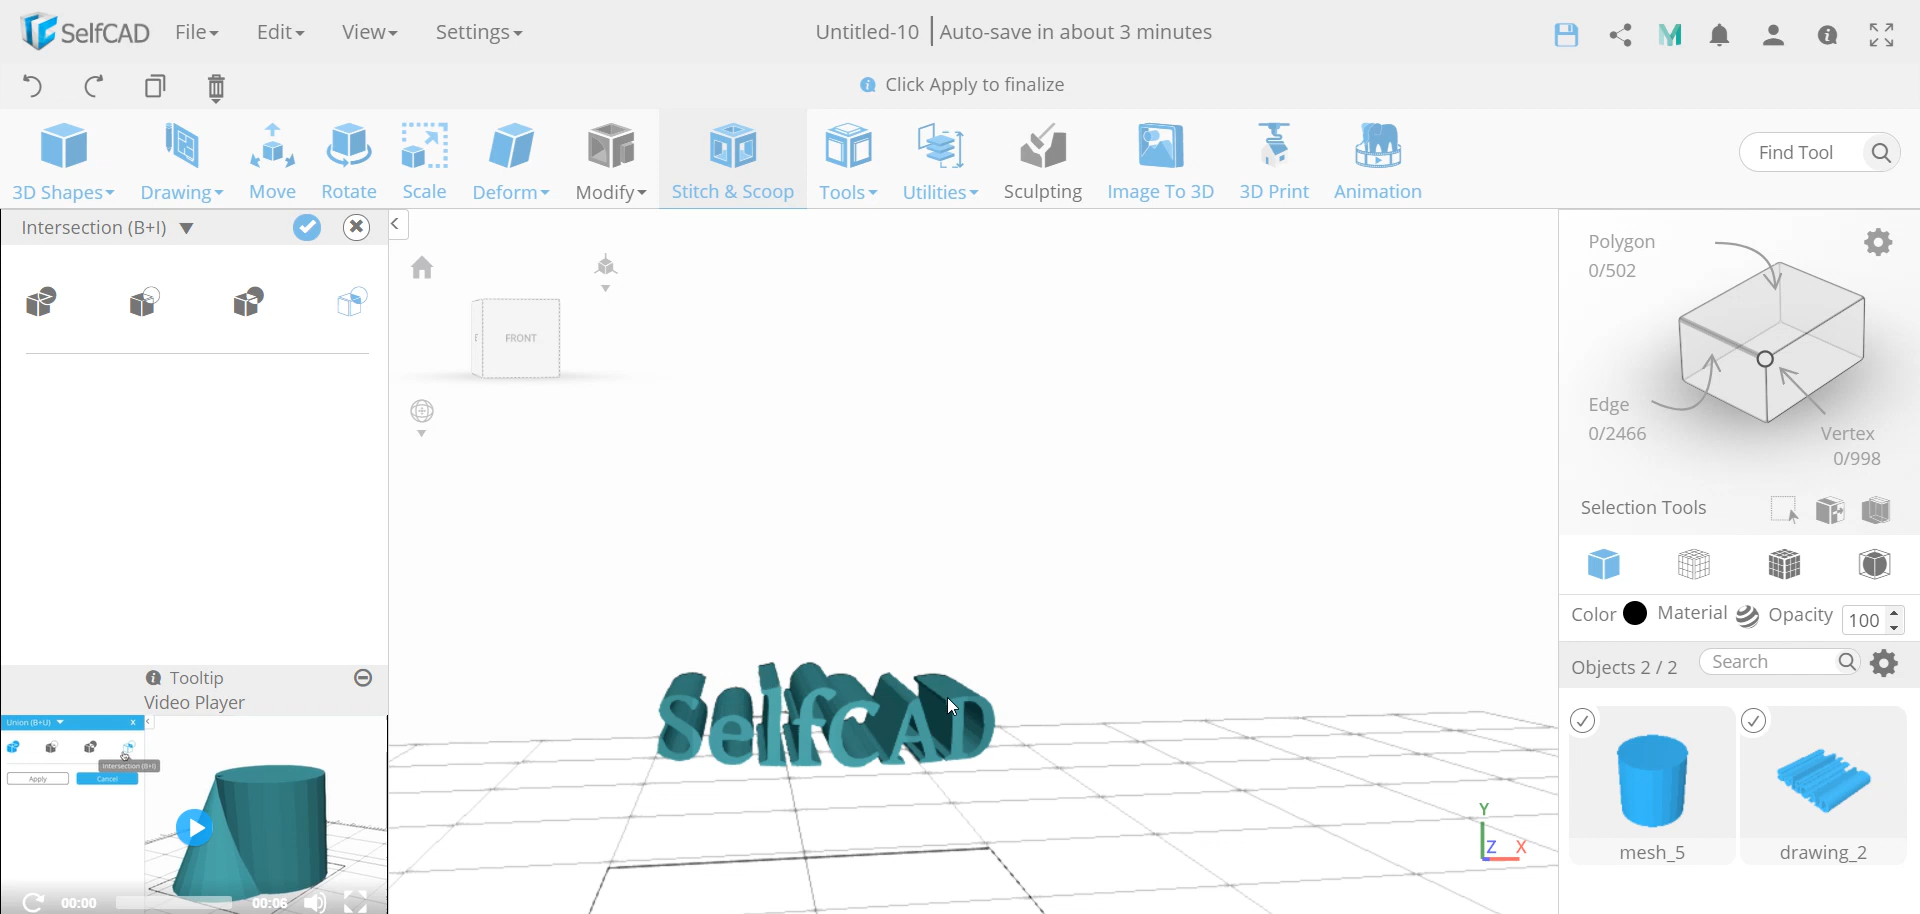 SelfCAD File Edit View Settings Untitled-10 Auto-save in about 3 minutes
Click Apply to finalize
3D Shapes Drawing Move Rotate Scale Deform Modify Stitch & Scoop Tools Utilities Sculpting Image To 3D 3D Print Animation Find Tool
Intersection (B+I)
FRONT
Polygon
0/502
Edge
0/2466
Vertex
0/998
Selection Tools
Color Material Opacity 100
Objects 2 / 2 Search
mesh_5 drawing_2
SelfCAD
Y
Z X
Tooltip
Video Player
Union (B+U) x
Intersection (B+I)
Apply Cancel
00:00 00:06